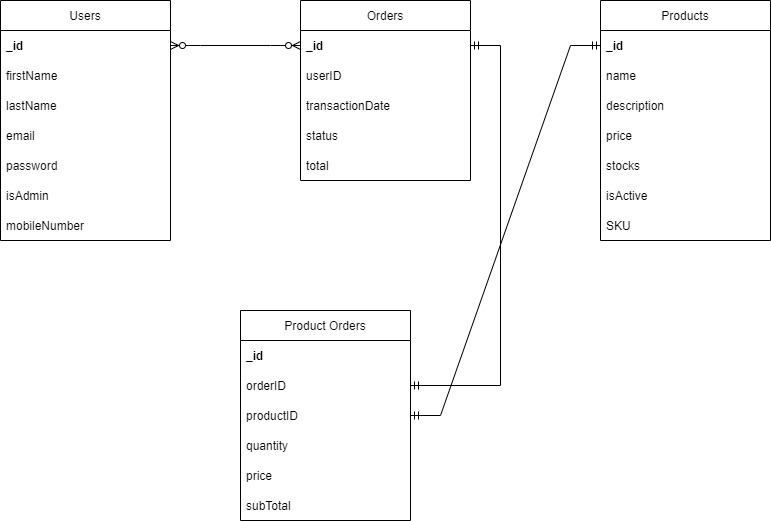 Users
_id
firstName
lastName
email
password
isAdmin
mobileNumber
Orders
_id
userID
transactionDate
status
total
Products
_id
name
description
price
stocks
isActive
SKU
Product Orders
_id
orderID
productID
quantity
price
subTotal